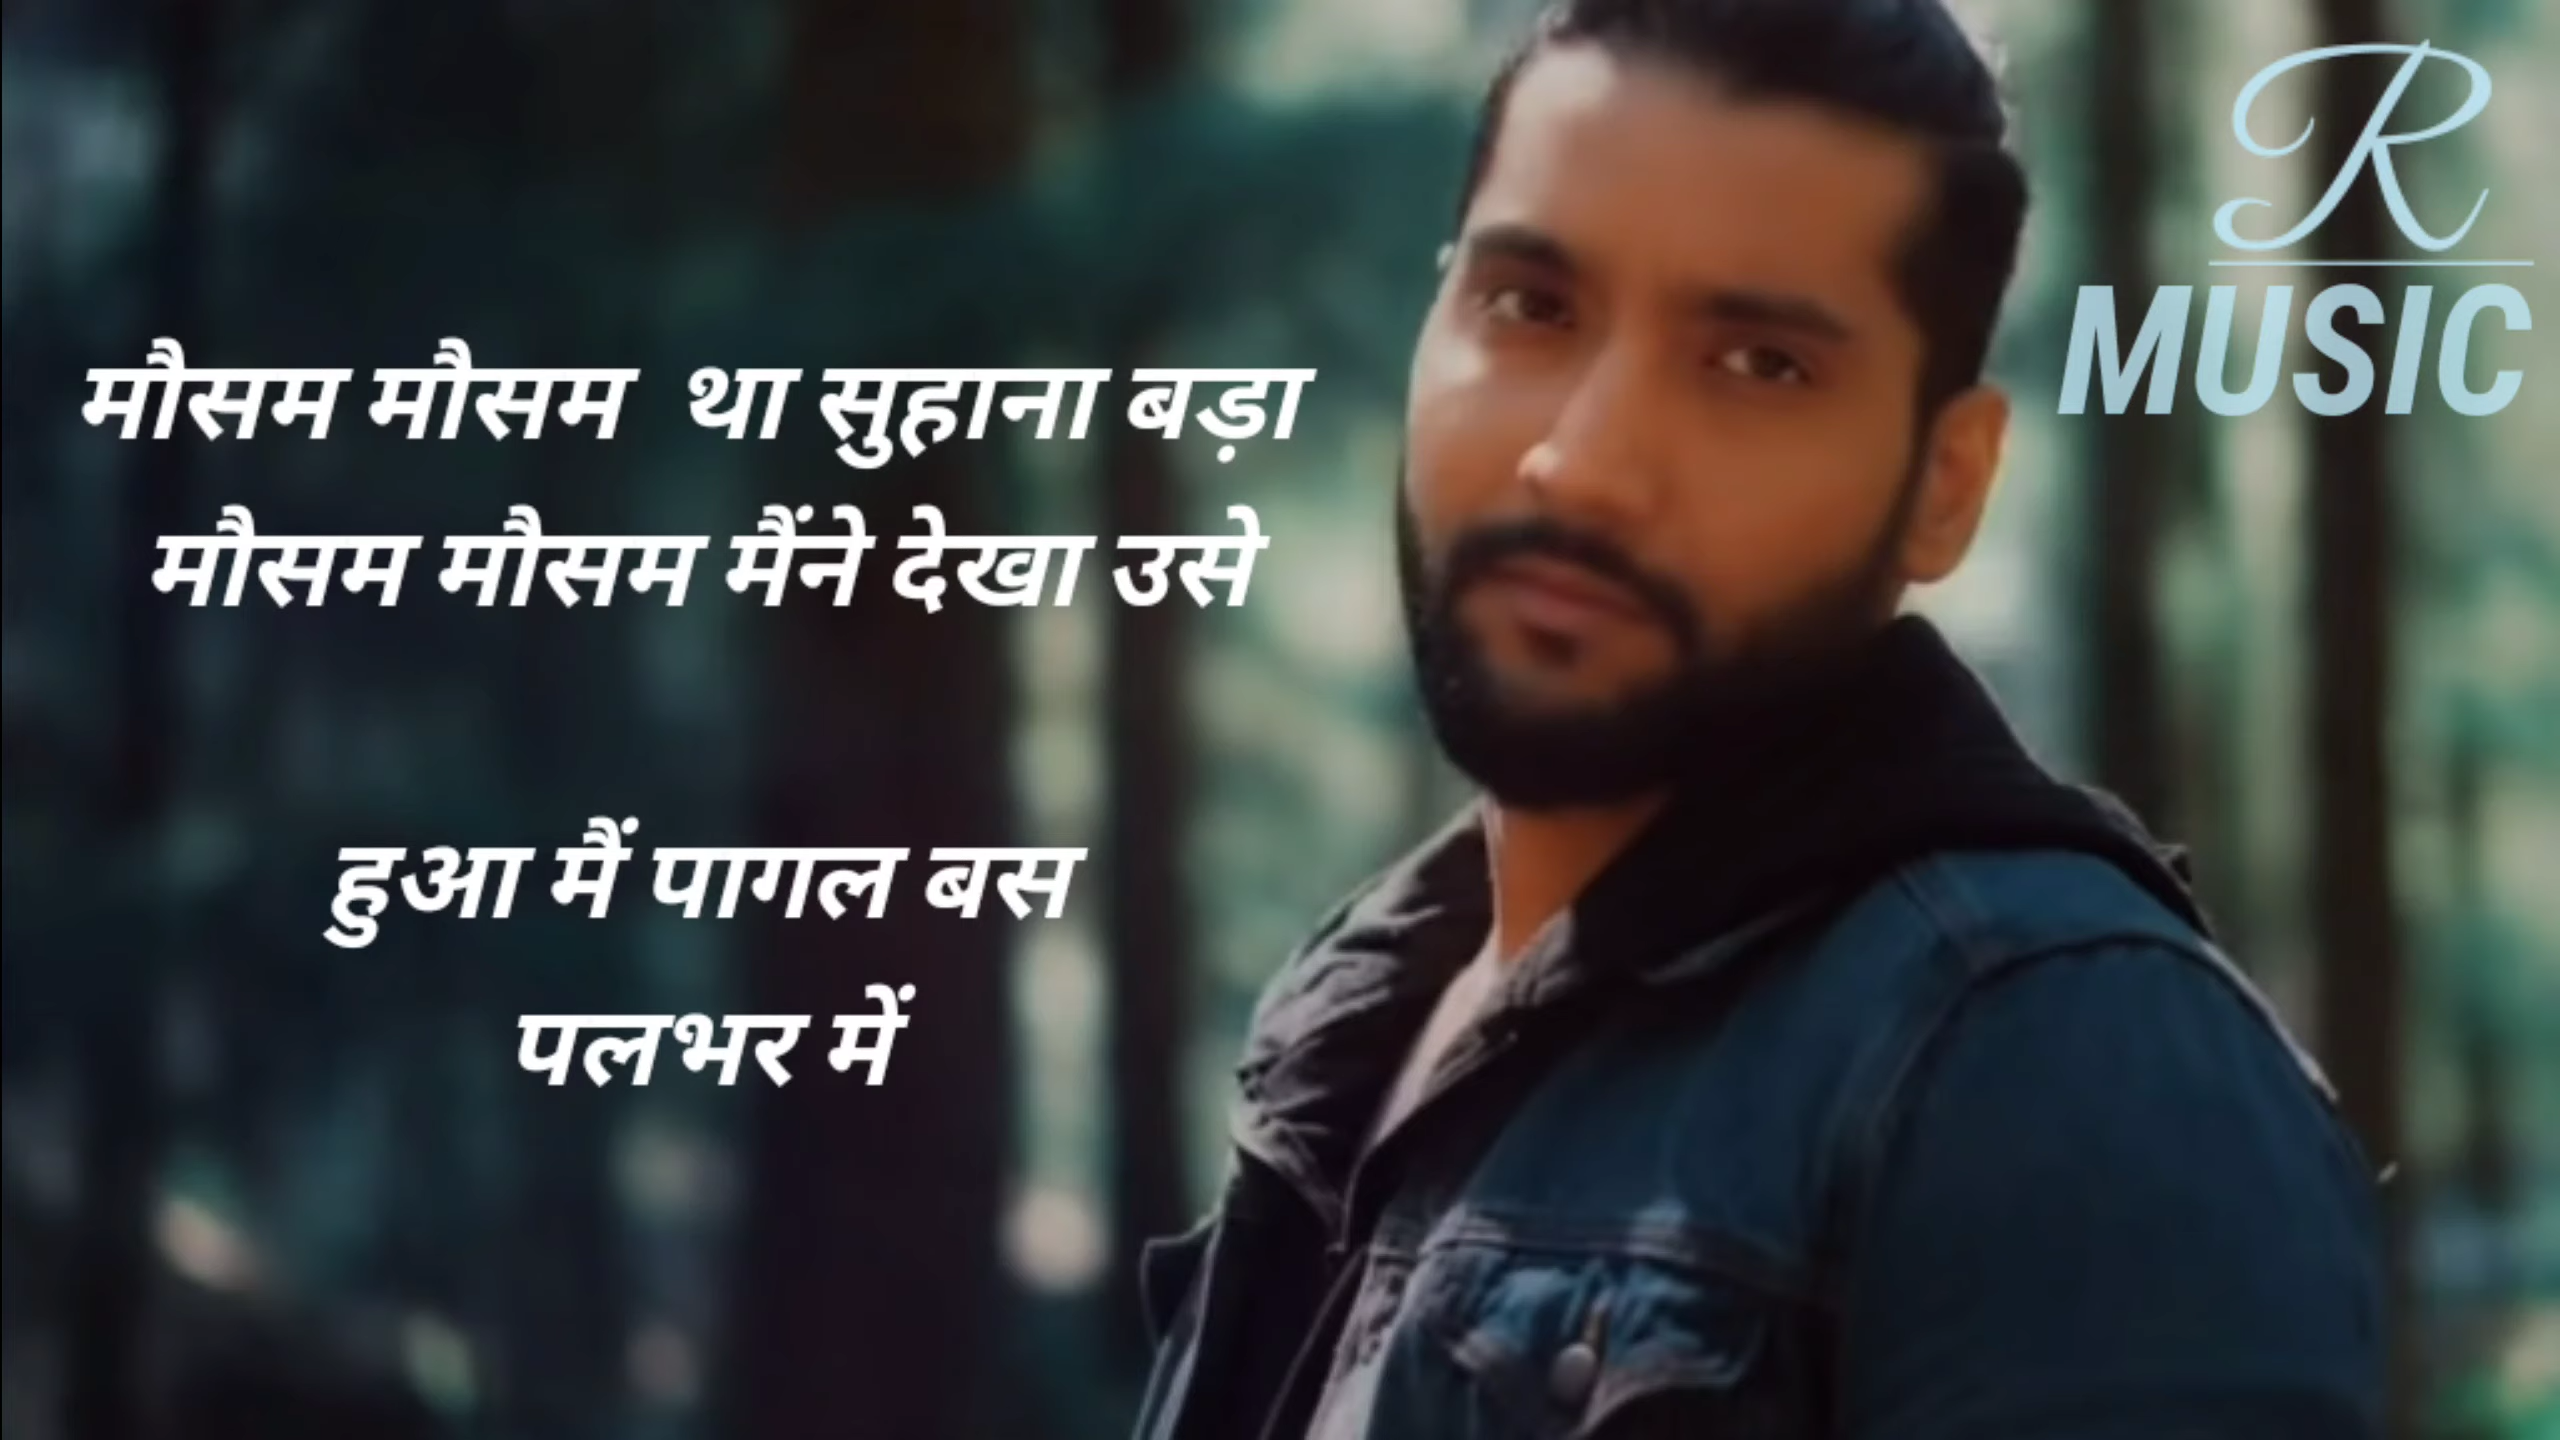 मौसम मौसम था सुहाना बड़ा
मौसम मौसम मैंने देखा उसे
हुआ मैं पागल बस
पलभर में
R
MUSIC